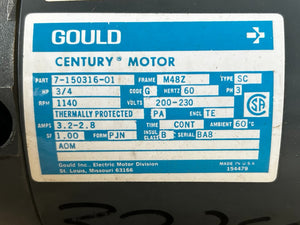 GOULD
CENTURY® MOTOR
PART 7-150316-01 FRAME M48Z TYPE SC
HP 3/4 CODE G HERTZ 60 PH 3
RPM 1140 VOLTS 200-230
THERMALLY PROTECTED PA ENCL TE
AMPS 3.2-2.8 TIME CONT AMBIENT 60°C
SF 1.00 FORM PJN INSUL CLASS B SERIAL BA8
AOM
Gould Inc. Electric Motor Division
St. Louis, Missouri 63166
MADE IN U.S.A.
154479